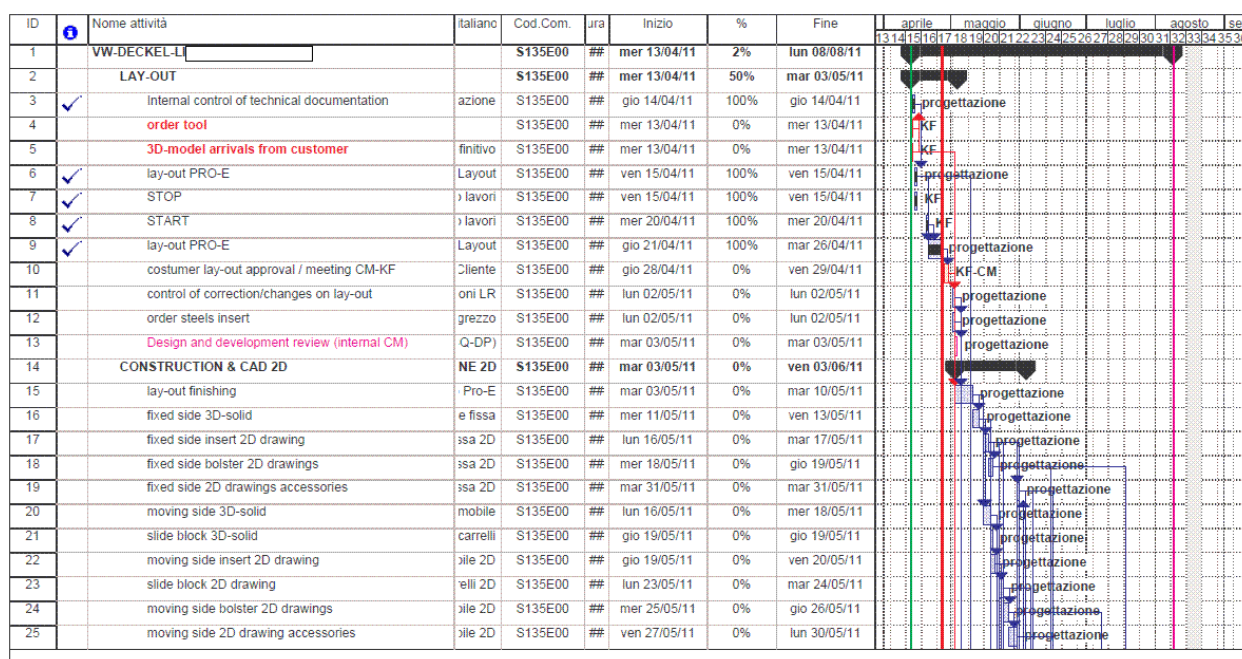 ID Nome attività italiano Cod.Com. ura Inizio % Fine aprile maggio giugno luglio agosto se
13 14 15 16 17 18 19 20 21 22 23 24 25 26 27 28 29 30 31 32 33 34 35 36
1 VW-DECKEL-LI S135E00 ## mer 13/04/11 2% lun 08/08/11
2 LAY-OUT S135E00 ## mer 13/04/11 50% mar 03/05/11
3 Internal control of technical documentation azione S135E00 ## gio 14/04/11 100% gio 14/04/11 progettazione
4 order tool S135E00 ## mer 13/04/11 0% mer 13/04/11 KF
5 3D-model arrivals from customer finitivo S135E00 ## mer 13/04/11 0% mer 13/04/11 KF
6 lay-out PRO-E Layout S135E00 ## ven 15/04/11 100% ven 15/04/11 progettazione
7 STOP lavori S135E00 ## ven 15/04/11 100% ven 15/04/11 KF
8 START lavori S135E00 ## mer 20/04/11 100% mer 20/04/11 KF
9 lay-out PRO-E Layout S135E00 ## gio 21/04/11 100% mar 26/04/11 progettazione
10 costumer lay-out approval / meeting CM-KF Cliente S135E00 ## gio 28/04/11 0% ven 29/04/11 KF-CM
11 control of correction/changes on lay-out oni LR S135E00 ## lun 02/05/11 0% lun 02/05/11 progettazione
12 order steels insert grezzo S135E00 ## lun 02/05/11 0% lun 02/05/11 progettazione
13 Design and development review (internal CM) Q-DP) S135E00 ## mar 03/05/11 0% mar 03/05/11 progettazione
14 CONSTRUCTION & CAD 2D NE 2D S135E00 ## mar 03/05/11 0% ven 03/06/11
15 lay-out finishing Pro-E S135E00 ## mar 03/05/11 0% mar 10/05/11 progettazione
16 fixed side 3D-solid e fissa S135E00 ## mer 11/05/11 0% ven 13/05/11 progettazione
17 fixed side insert 2D drawing ssa 2D S135E00 ## lun 16/05/11 0% mar 17/05/11 progettazione
18 fixed side bolster 2D drawings ssa 2D S135E00 ## mer 18/05/11 0% gio 19/05/11 progettazione
19 fixed side 2D drawings accessories ssa 2D S135E00 ## mar 31/05/11 0% mar 31/05/11 progettazione
20 moving side 3D-solid mobile S135E00 ## lun 16/05/11 0% mer 18/05/11 progettazione
21 slide block 3D-solid carrelli S135E00 ## gio 19/05/11 0% gio 19/05/11 progettazione
22 moving side insert 2D drawing bile 2D S135E00 ## gio 19/05/11 0% ven 20/05/11 progettazione
23 slide block 2D drawing relli 2D S135E00 ## lun 23/05/11 0% mar 24/05/11 progettazione
24 moving side bolster 2D drawings bile 2D S135E00 ## mer 25/05/11 0% gio 26/05/11 progettazione
25 moving side 2D drawing accessories bile 2D S135E00 ## ven 27/05/11 0% lun 30/05/11 progettazione